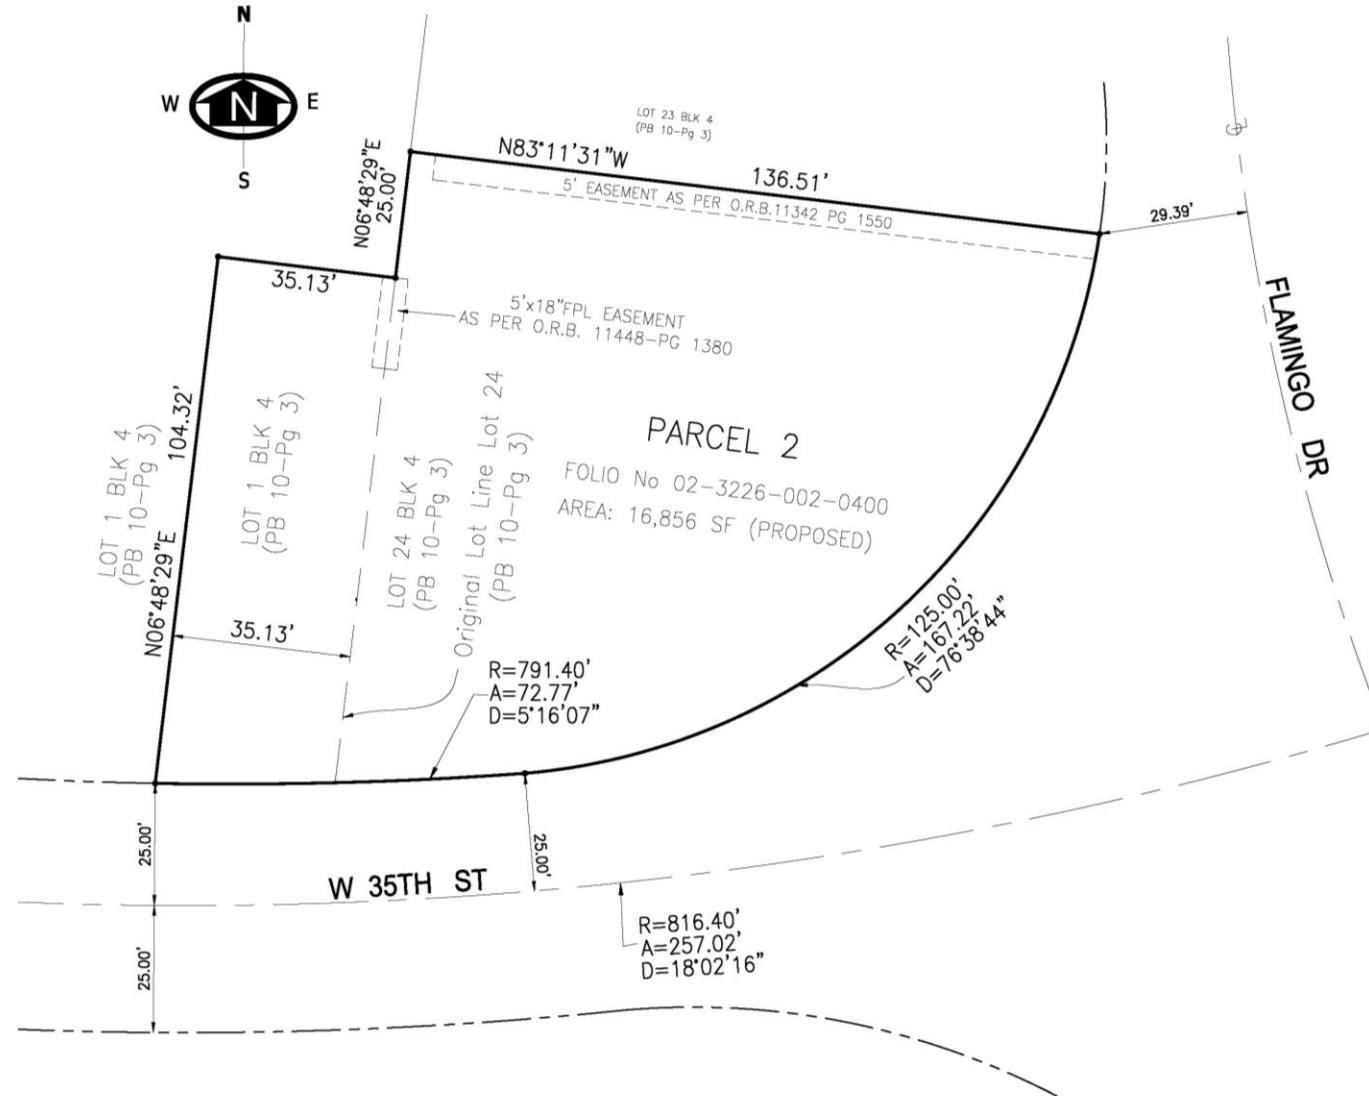 N
W
N
E
S
LOT 23 BLK 4
(PB 10-Pg 3)
N83°11'31"W
136.51'
5' EASEMENT AS PER O.R.B.11342 PG 1550
N06°48'29"E
25.00'
29.39'
FLAMINGO DR
35.13'
5'x18"FPL EASEMENT
AS PER O.R.B. 11448-PG 1380
LOT 1 BLK 4
(PB 10-Pg 3)
N06°48'29"E
104.32'
LOT 1 BLK 4
(PB 10-Pg 3)
LOT 24 BLK 4
(PB 10-Pg 3)
Original Lot Line Lot 24
(PB 10-Pg 3)
PARCEL 2
FOLIO No 02-3226-002-0400
AREA: 16,856 SF (PROPOSED)
35.13'
R=791.40'
A=72.77'
D=5°16'07"
R=125.00'
A=167.22'
D=76°38'44"
25.00'
25.00'
W 35TH ST
25.00'
R=816.40'
A=257.02'
D=18°02'16"